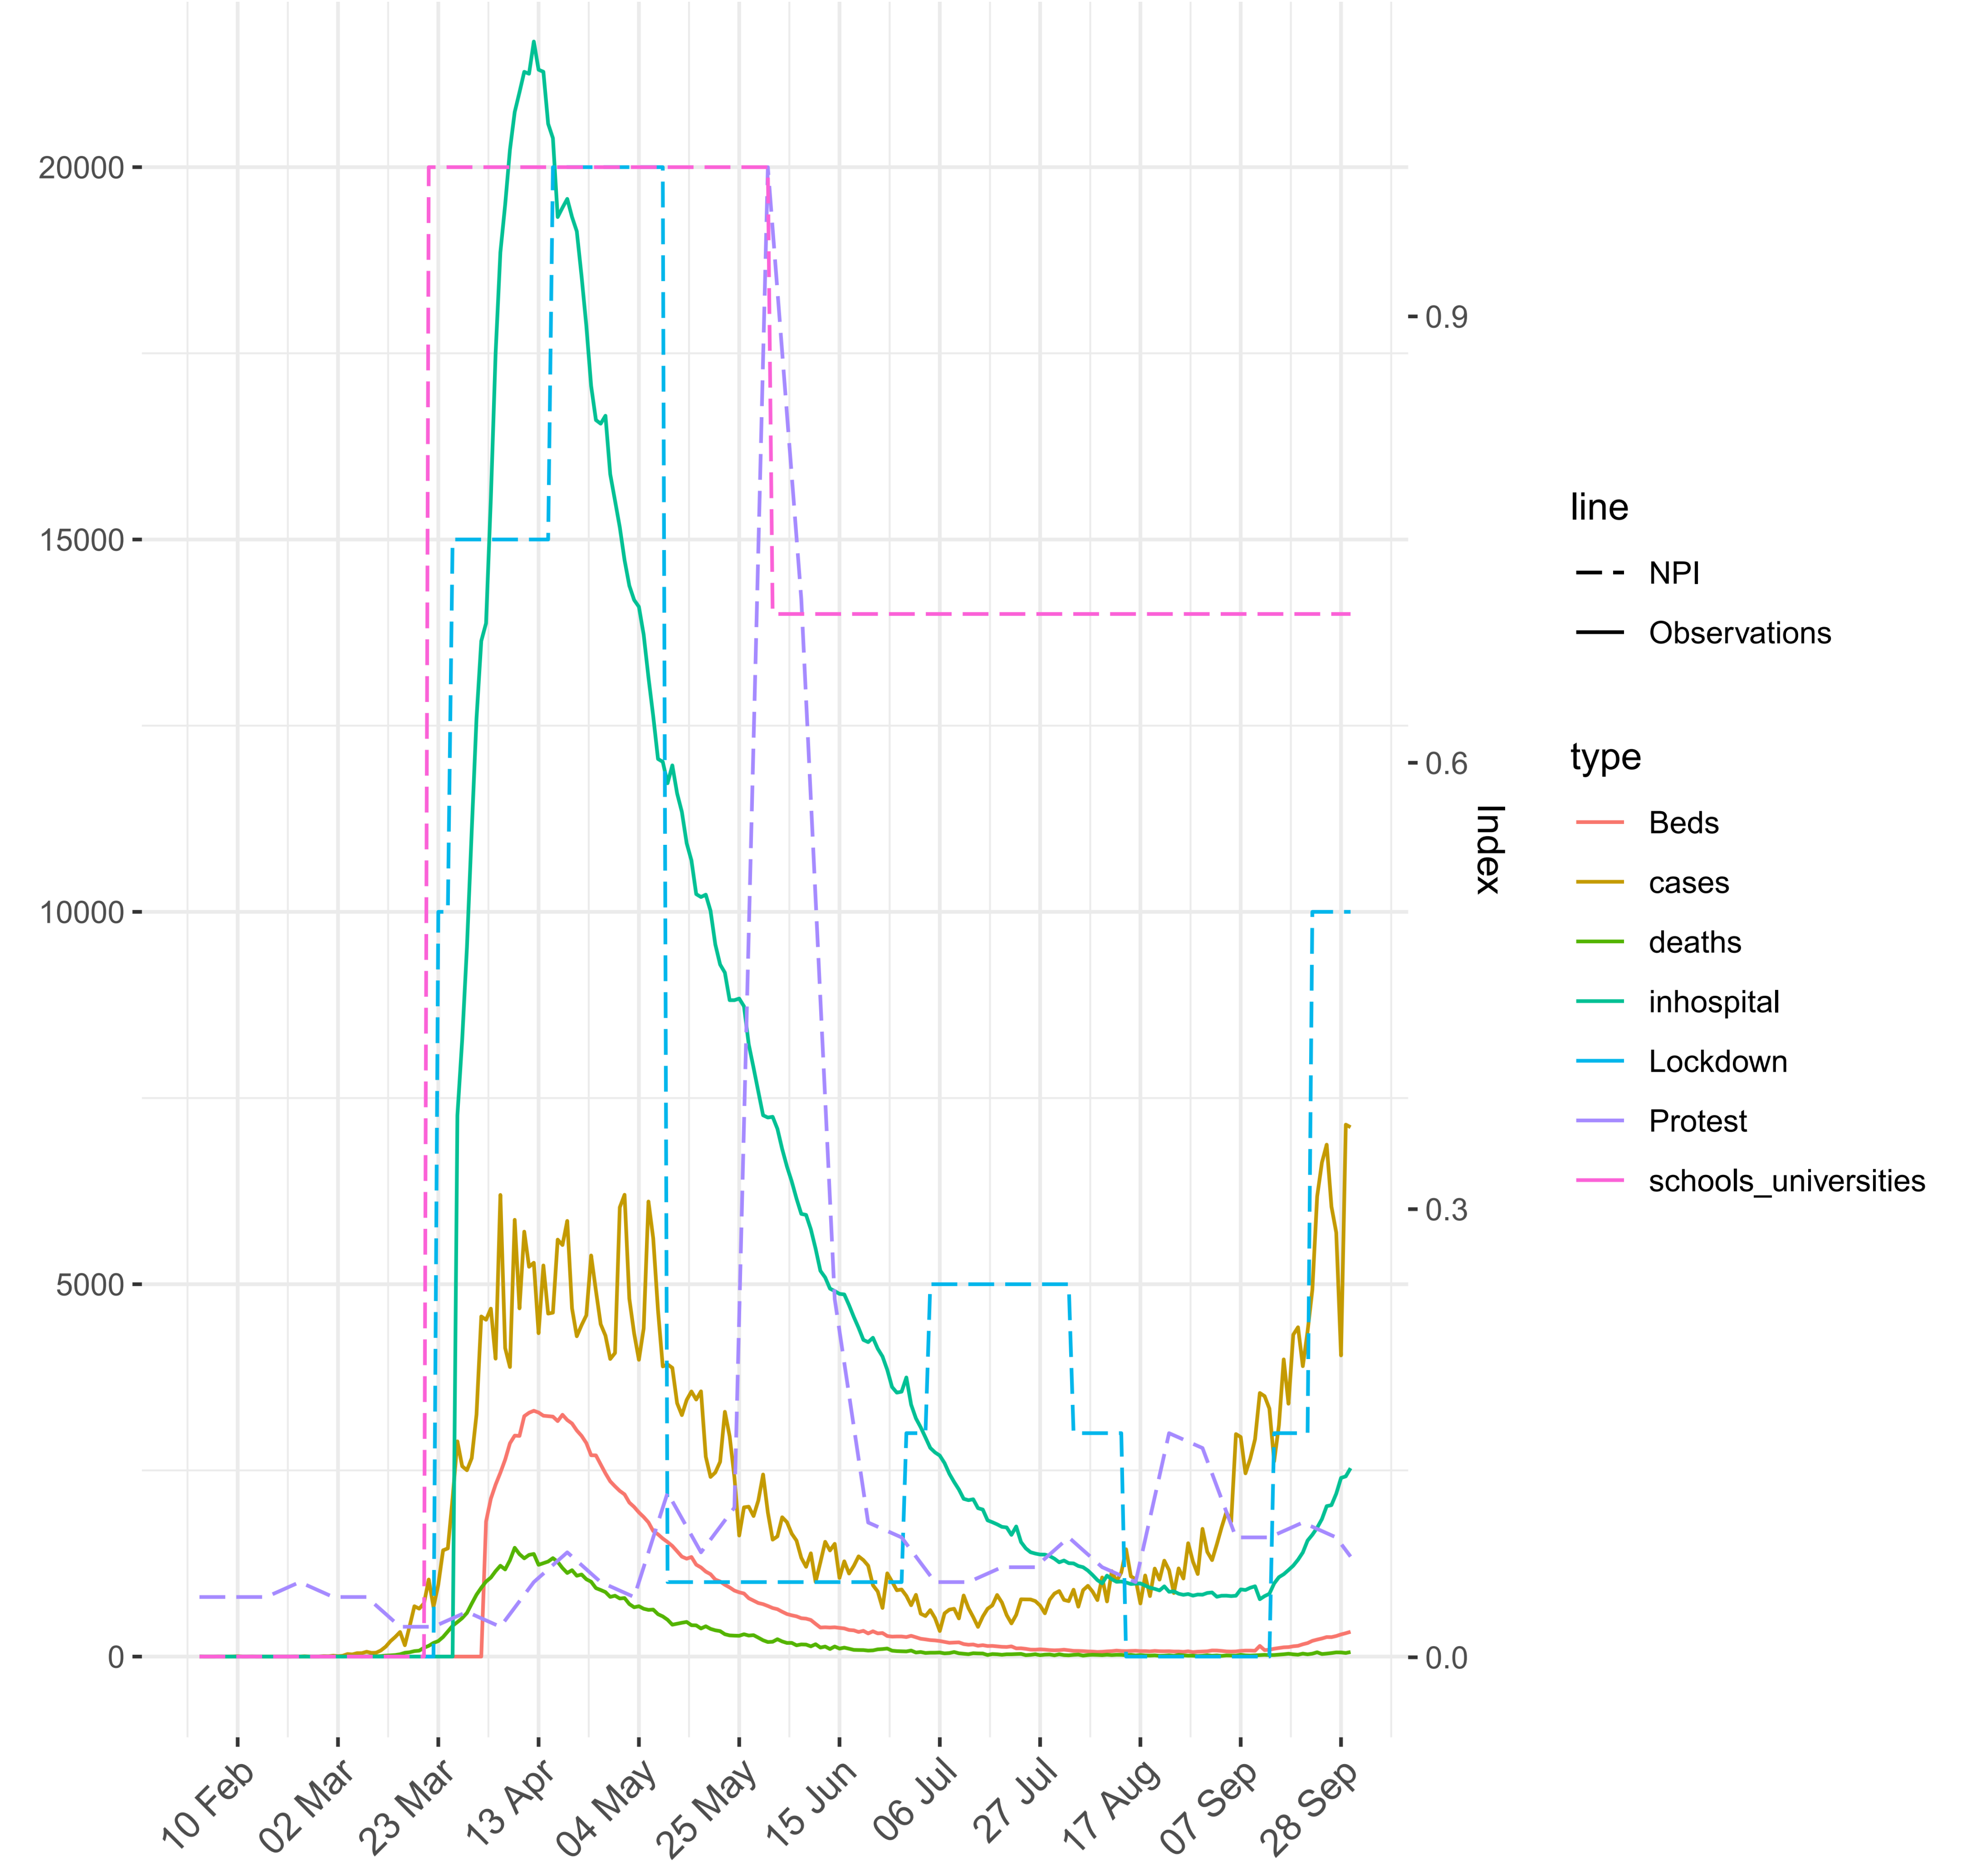 20000
15000
10000
5000
0
0.9
0.6
0.3
0.0
Index
10 Feb
02 Mar
23 Mar
13 Apr
04 May
25 May
15 Jun
06 Jul
27 Jul
17 Aug
07 Sep
28 Sep
line
NPI
Observations
type
Beds
cases
deaths
inhospital
Lockdown
Protest
schools_universities